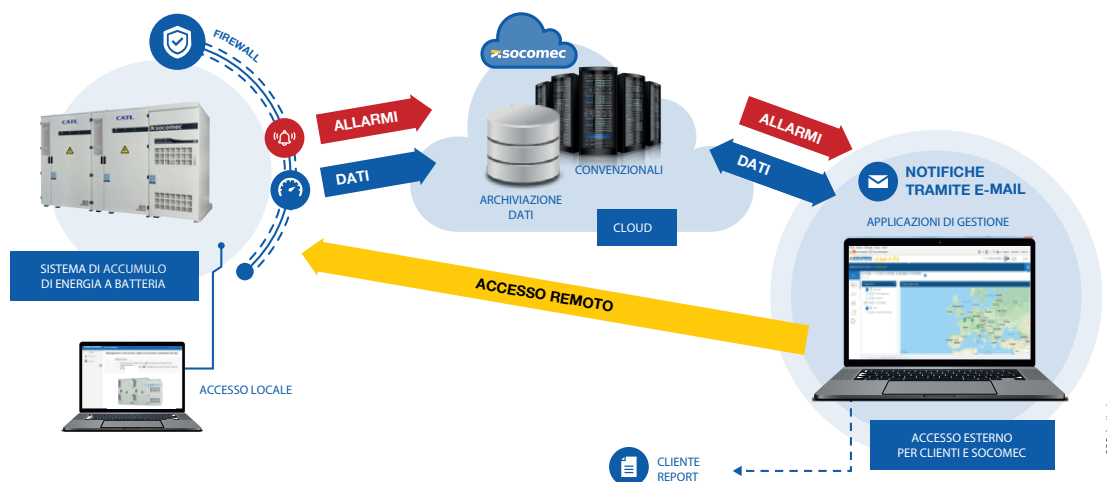 FIREWALL
socomec
CATL
CATL
socomec
ALLARMI
DATI
ARCHIVIAZIONE
DATI
CONVENZIONALI
CLOUD
ALLARMI
DATI
NOTIFICHE
TRAMITE E-MAIL
APPLICAZIONI DI GESTIONE
SISTEMA DI ACCUMULO
DI ENERGIA A BATTERIA
ACCESSO REMOTO
ACCESSO LOCALE
ACCESSO ESTERNO
PER CLIENTI E SOCOMEC
CLIENTE
REPORT